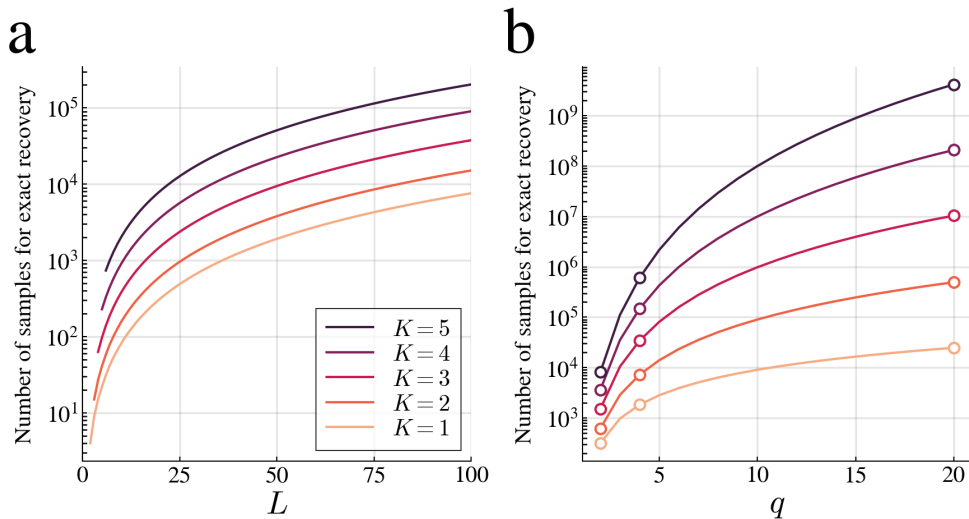 a
Number of samples for exact recovery
10^5
10^4
10^3
10^2
10^1
0
25
50
75
100
L
K = 5
K = 4
K = 3
K = 2
K = 1
b
Number of samples for exact recovery
10^9
10^8
10^7
10^6
10^5
10^4
10^3
5
10
15
20
q